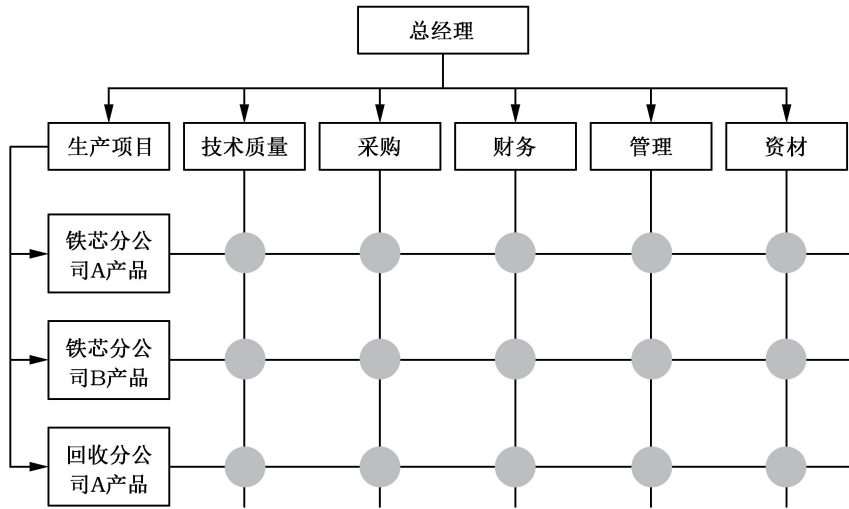 总经理
生产项目
技术质量
采购
财务
管理
资材
铁芯分公
司A产品
铁芯分公
司B产品
回收分公
司A产品